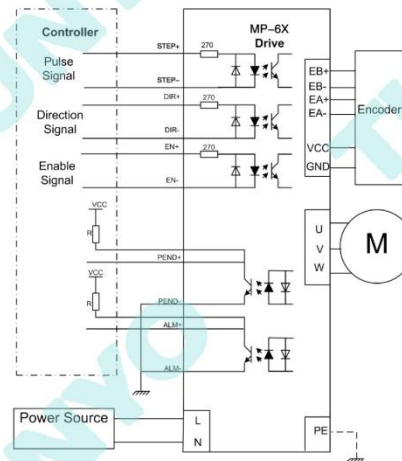 Controller
MP-6X
Drive
STEP+
270
Pulse
Signal
STEP-
DIR+
270
Direction
Signal
DIR-
EN+
270
Enable
Signal
EN-
EB+
EB-
EA+
EA-
Encoder
VCC
GND
VCC
R
PEND+
U
V
W
M
VCC
R
PEND-
ALM+
ALM-
Power Source
L
N
PE